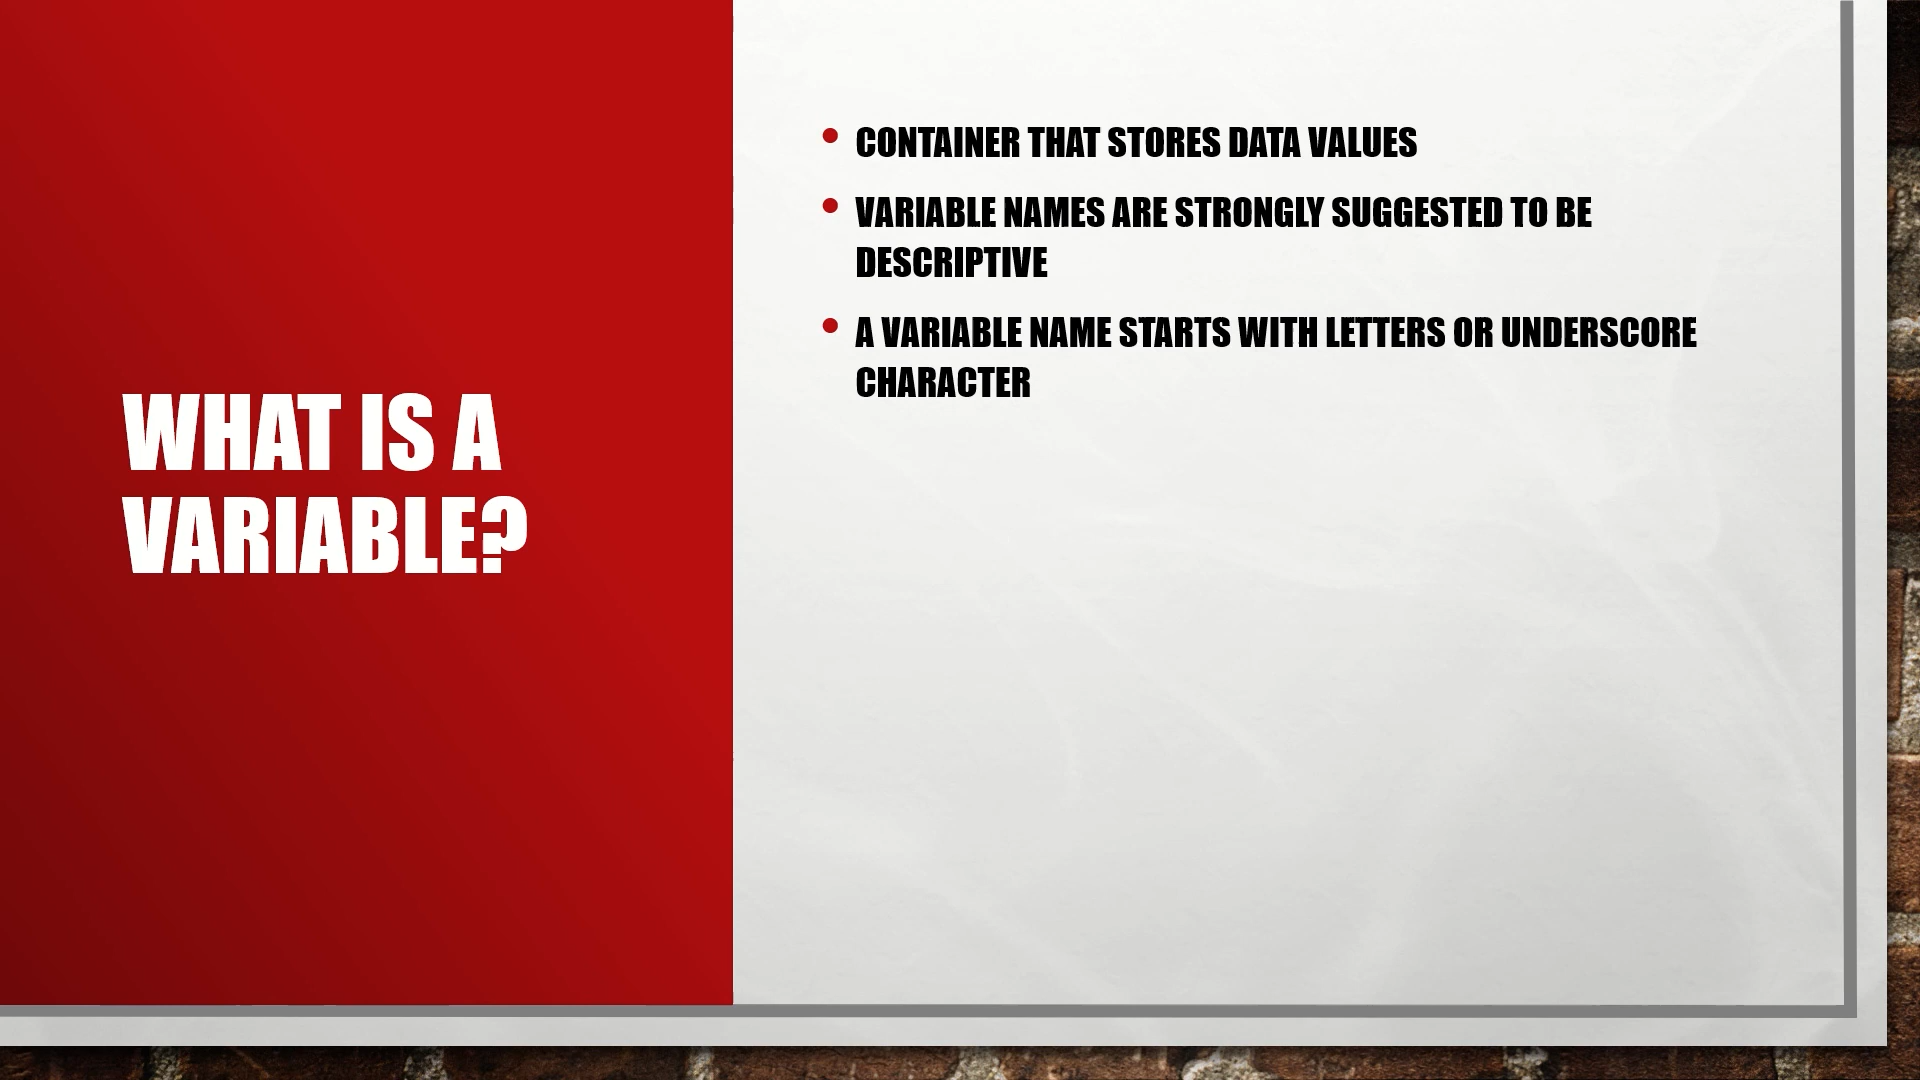 WHAT IS A
VARIABLE?
• CONTAINER THAT STORES DATA VALUES
• VARIABLE NAMES ARE STRONGLY SUGGESTED TO BE
DESCRIPTIVE
• A VARIABLE NAME STARTS WITH LETTERS OR UNDERSCORE
CHARACTER